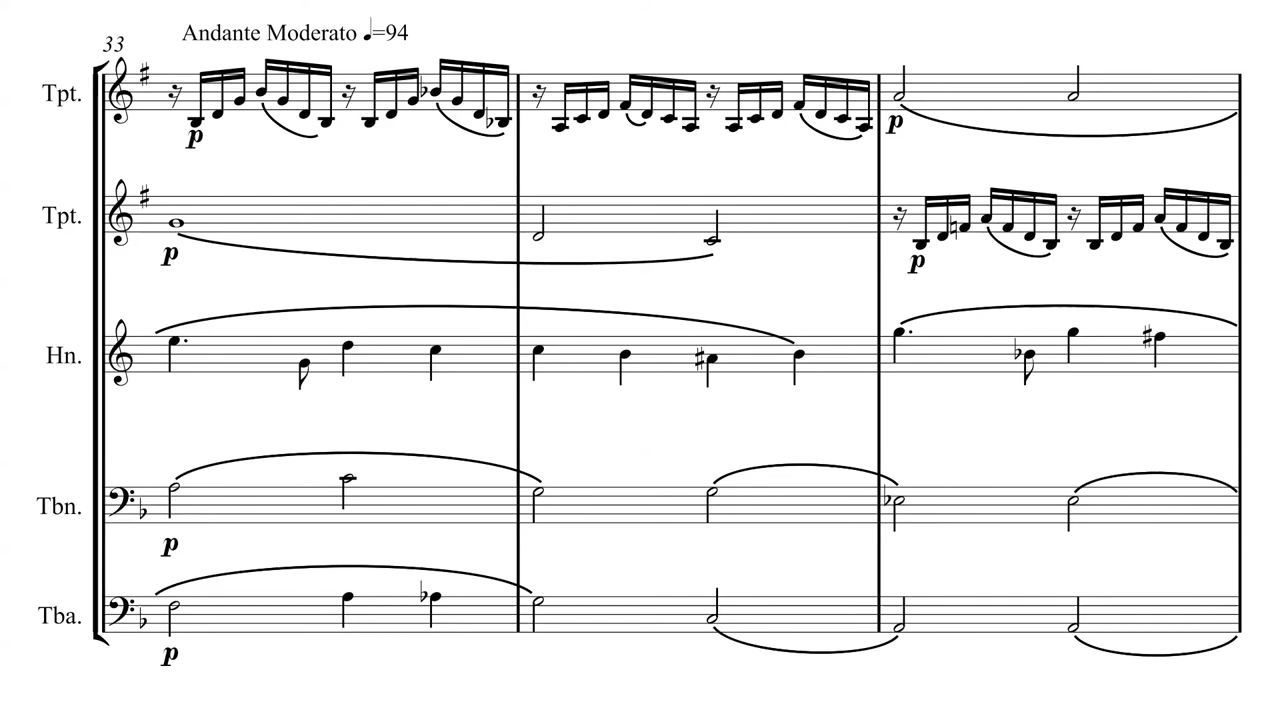 Andante Moderato ♩=94
33
Tpt.
p
p
Tpt.
p
p
Hn.
Tbn.
p
Tba.
p